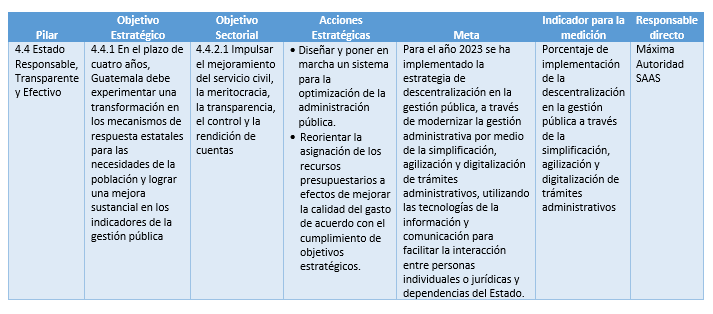 Pilar
Objetivo
Estratégico
Objetivo
Sectorial
Acciones
Estratégicas
Meta
Indicador para la
medición
Responsable
directo
4.4 Estado
Responsable,
Transparente
y Efectivo
4.4.1 En el plazo de
cuatro años,
Guatemala debe
experimentar una
transformación en
los mecanismos de
respuesta estatales
para las
necesidades de la
población y lograr
una mejora
sustancial en los
indicadores de la
gestión pública
4.4.2.1 Impulsar
el mejoramiento
del servicio civil,
la meritocracia,
la transparencia,
el control y la
rendición de
cuentas
• Diseñar y poner en
marcha un sistema
para la
optimización de la
administración
pública.
• Reorientar la
asignación de los
recursos
presupuestarios a
efectos de mejorar
la calidad del gasto
de acuerdo con el
cumplimiento de
objetivos
estratégicos.
Para el año 2023 se ha
implementado la
estrategia de
descentralización en la
gestión pública, a través
de modernizar la gestión
administrativa por medio
de la simplificación,
agilización y digitalización
de trámites
administrativos, utilizando
las tecnologías de la
información y
comunicación para
facilitar la interacción
entre personas
individuales o jurídicas y
dependencias del Estado.
Porcentaje de
implementación
de la
descentralización
en la gestión
pública a través
de la
simplificación,
agilización y
digitalización de
trámites
administrativos
Máxima
Autoridad
SAAS